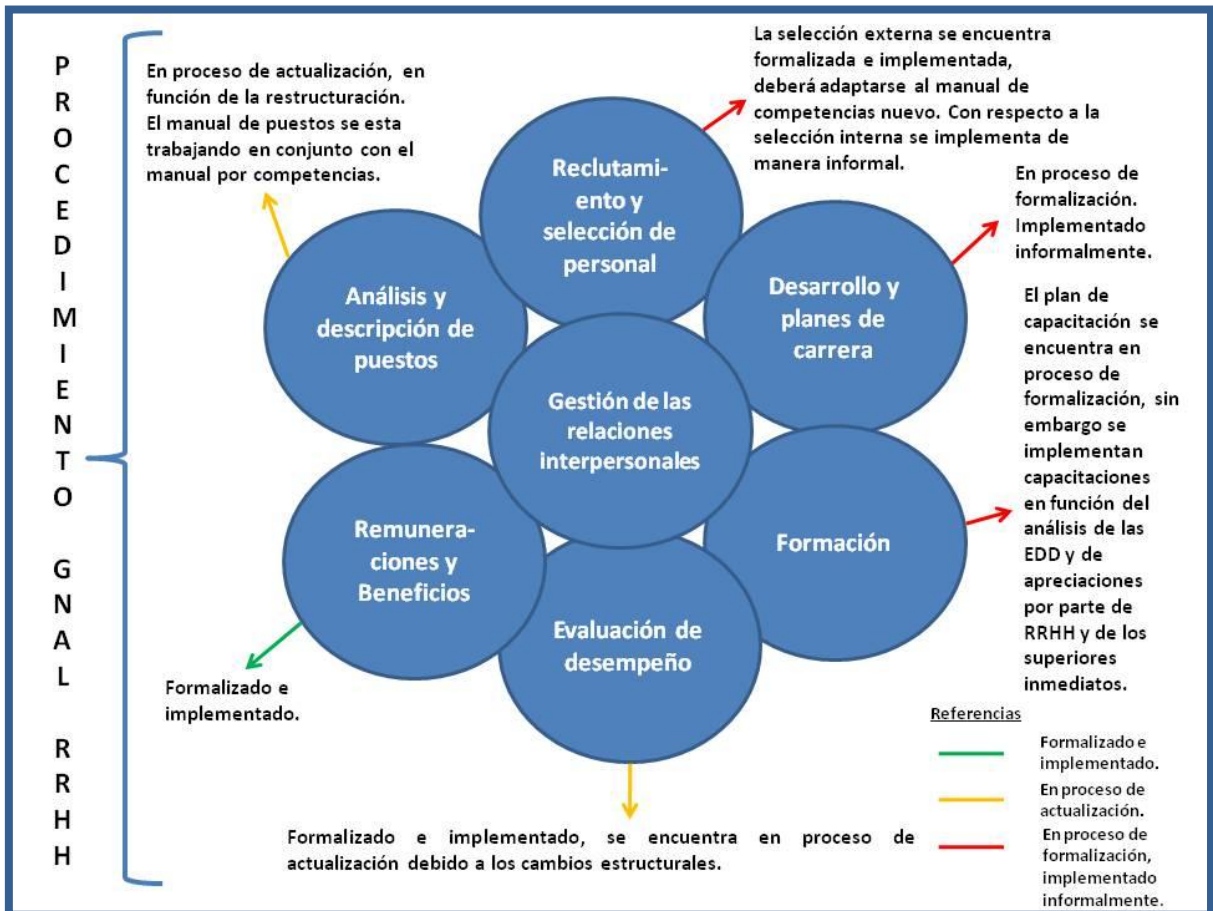 PROCEDIMIENTO GNAL RRHH
En proceso de actualización, en
función de la restructuración.
El manual de puestos se esta
trabajando en conjunto con el
manual por competencias.
La selección externa se encuentra
formalizada e implementada,
deberá adaptarse al manual de
competencias nuevo. Con respecto a la
selección interna se implementa de
manera informal.
En proceso de
formalización.
Implementado
informalmente.
El plan de
capacitación se
encuentra en
proceso de
formalización, sin
embargo se
implementan
capacitaciones
en función del
análisis de las
EDD y de
apreciaciones
por parte de
RRHH y de los
superiores
inmediatos.
Reclutami-
ento y
selección de
personal
Análisis y
descripción de
puestos
Desarrollo y
planes de
carrera
Gestión de las
relaciones
interpersonales
Remunera-
ciones y
Beneficios
Formación
Evaluación de
desempeño
Formalizado e
implementado.
Formalizado e implementado, se encuentra en proceso de
actualización debido a los cambios estructurales.
Referencias
Formalizado e
implementado.
En proceso de
actualización.
En proceso de
formalización,
implementado
informalmente.